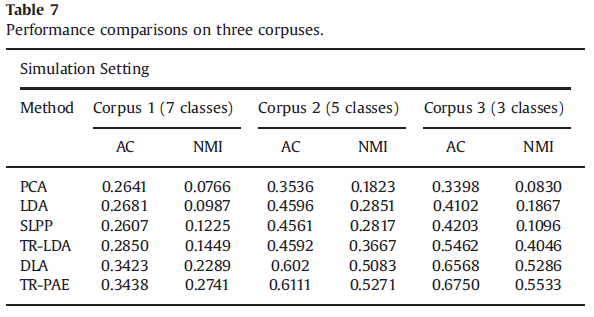 Table 7
Performance comparisons on three corpuses.
Simulation Setting
Method Corpus 1 (7 classes) Corpus 2 (5 classes) Corpus 3 (3 classes)
AC NMI AC NMI AC NMI
PCA 0.2641 0.0766 0.3536 0.1823 0.3398 0.0830
LDA 0.2681 0.0987 0.4596 0.2851 0.4102 0.1867
SLPP 0.2607 0.1225 0.4561 0.2817 0.4203 0.1096
TR-LDA 0.2850 0.1449 0.4592 0.3667 0.5462 0.4046
DLA 0.3423 0.2289 0.602 0.5083 0.6568 0.5286
TR-PAE 0.3438 0.2741 0.6111 0.5271 0.6750 0.5533